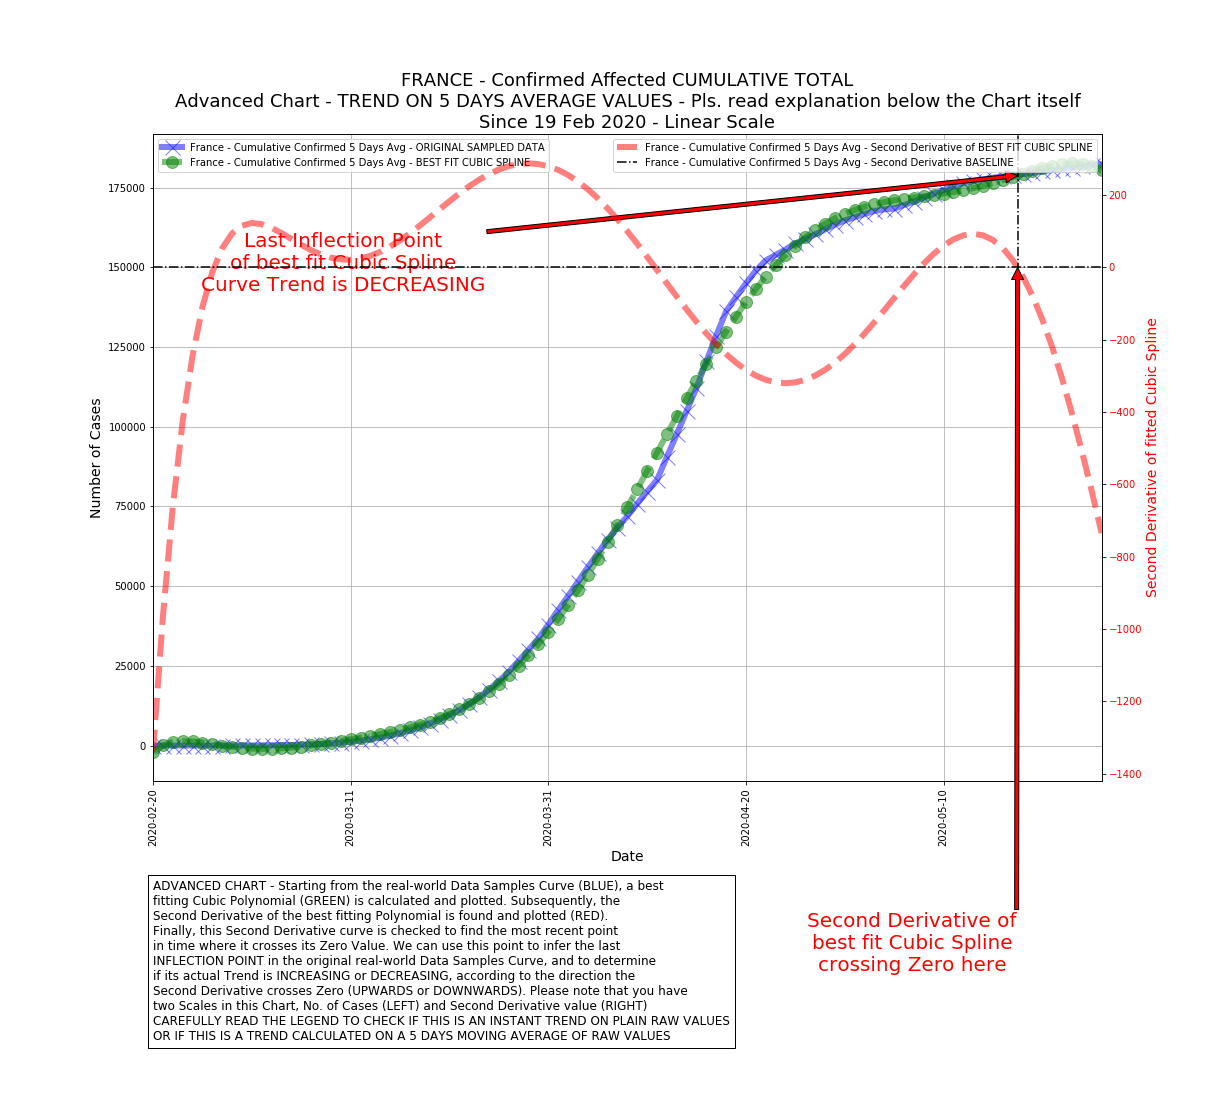 FRANCE - Confirmed Affected CUMULATIVE TOTAL
Advanced Chart - TREND ON 5 DAYS AVERAGE VALUES - Pls. read explanation below the Chart itself
Since 19 Feb 2020 - Linear Scale
France - Cumulative Confirmed 5 Days Avg - ORIGINAL SAMPLED DATA
France - Cumulative Confirmed 5 Days Avg - BEST FIT CUBIC SPLINE
France - Cumulative Confirmed 5 Days Avg - Second Derivative of BEST FIT CUBIC SPLINE
France - Cumulative Confirmed 5 Days Avg - Second Derivative BASELINE
Last Inflection Point
of best fit Cubic Spline
Curve Trend is DECREASING
Number of Cases
175000
150000
125000
100000
75000
50000
25000
0
200
0
−200
−400
−600
−800
−1000
−1200
−1400
Second Derivative of fitted Cubic Spline
2020-02-20
2020-03-11
2020-03-31
2020-04-20
2020-05-10
Date
Second Derivative of
best fit Cubic Spline
crossing Zero here
ADVANCED CHART - Starting from the real-world Data Samples Curve (BLUE), a best
fitting Cubic Polynomial (GREEN) is calculated and plotted. Subsequently, the
Second Derivative of the best fitting Polynomial is found and plotted (RED).
Finally, this Second Derivative curve is checked to find the most recent point
in time where it crosses its Zero Value. We can use this point to infer the last
INFLECTION POINT in the original real-world Data Samples Curve, and to determine
if its actual Trend is INCREASING or DECREASING, according to the direction the
Second Derivative crosses Zero (UPWARDS or DOWNWARDS). Please note that you have
two Scales in this Chart, No. of Cases (LEFT) and Second Derivative value (RIGHT)
CAREFULLY READ THE LEGEND TO CHECK IF THIS IS AN INSTANT TREND ON PLAIN RAW VALUES
OR IF THIS IS A TREND CALCULATED ON A 5 DAYS MOVING AVERAGE OF RAW VALUES